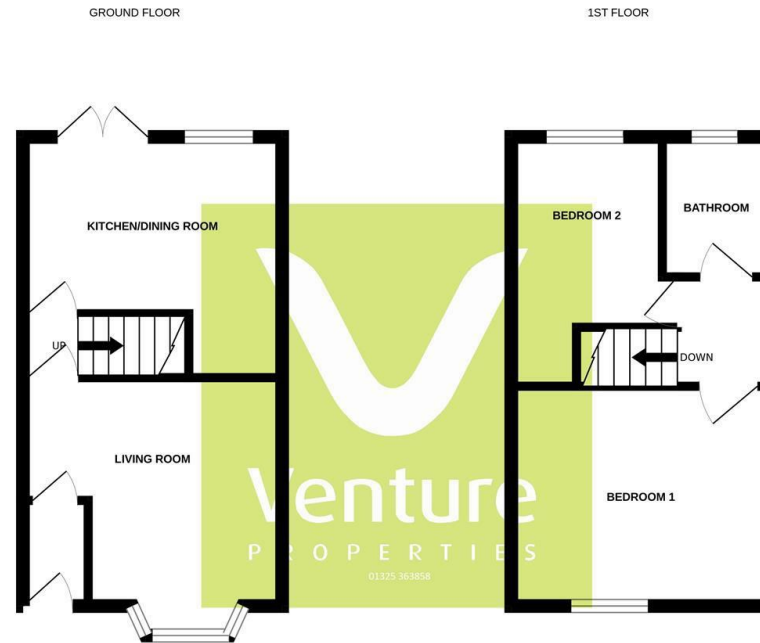 GROUND FLOOR
1ST FLOOR
KITCHEN/DINING ROOM
UP
LIVING ROOM
BEDROOM 2
BATHROOM
DOWN
BEDROOM 1
Venture
PROPERTIES
01325 363858